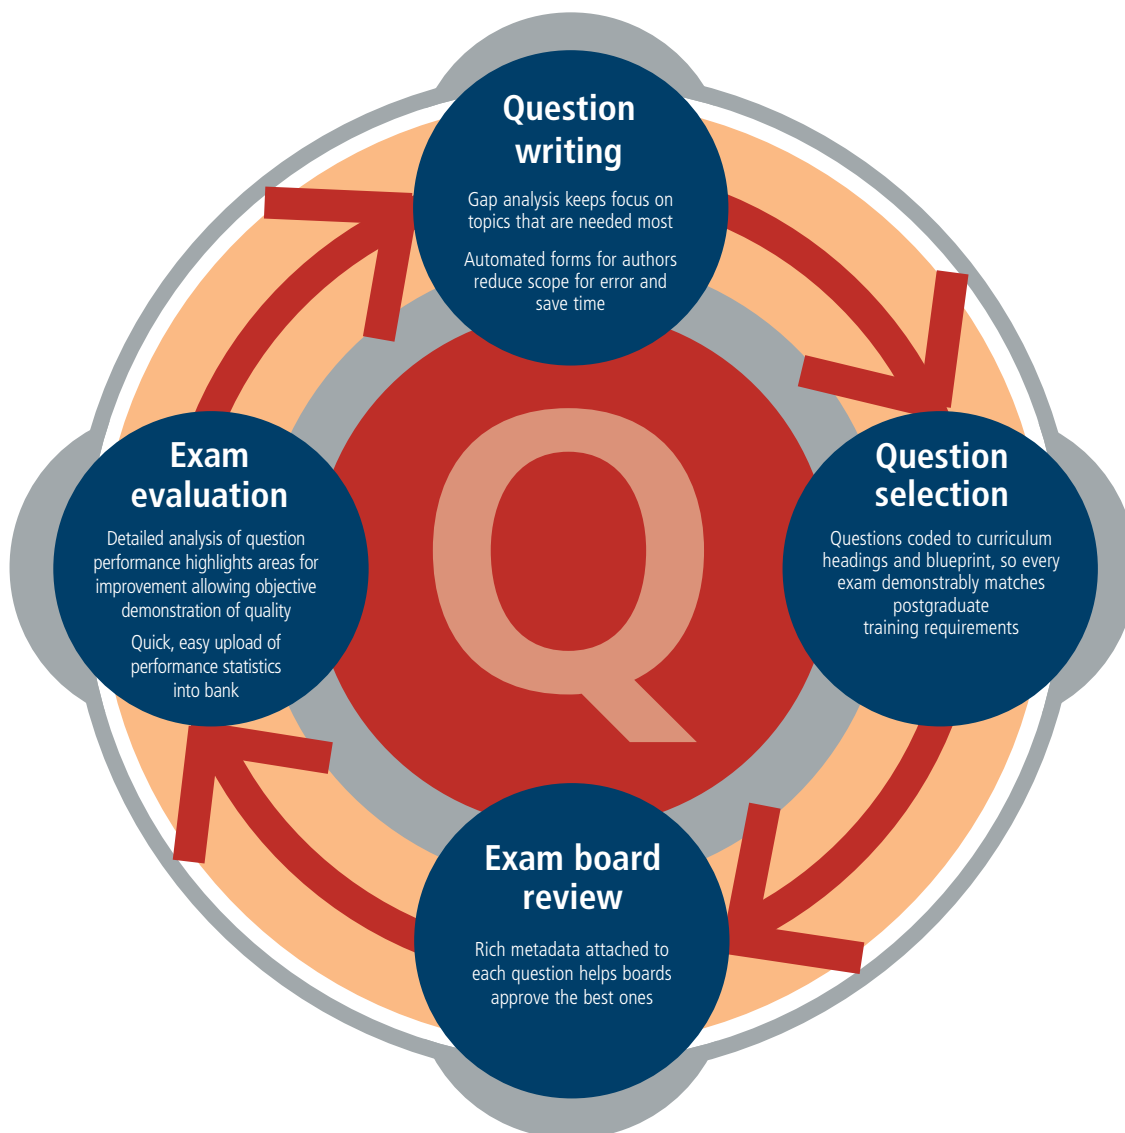 Question
writing
Gap analysis keeps focus on
topics that are needed most
Automated forms for authors
reduce scope for error and
save time
Question
selection
Questions coded to curriculum
headings and blueprint, so every
exam demonstrably matches
postgraduate
training requirements
Exam board
review
Rich metadata attached to
each question helps boards
approve the best ones
Exam
evaluation
Detailed analysis of question
performance highlights areas for
improvement allowing objective
demonstration of quality
Quick, easy upload of
performance statistics
into bank
Q